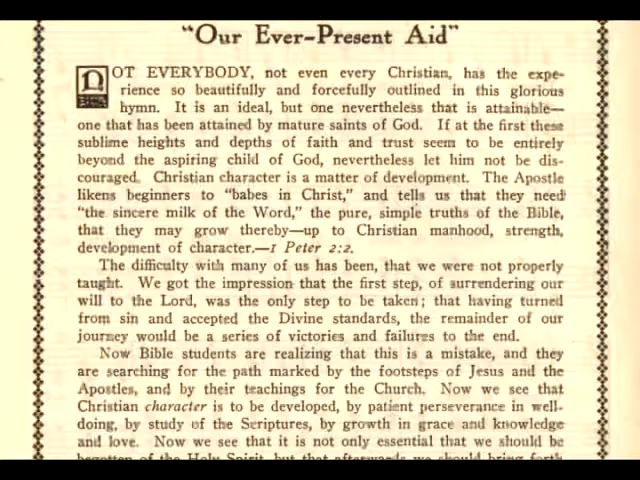 "Our Ever-Present Aid"
NOT EVERYBODY, not even every Christian, has the expe-
rience so beautifully and forcefully outlined in this glorious
hymn. It is an ideal, but one nevertheless that is attainable—
one that has been attained by mature saints of God. If at the first these
sublime heights and depths of faith and trust seem to be entirely
beyond the aspiring child of God, nevertheless let him not be dis-
couraged. Christian character is a matter of development. The Apostle
likens beginners to "babes in Christ," and tells us that they need
"the sincere milk of the Word," the pure, simple truths of the Bible,
that they may grow thereby—up to Christian manhood, strength,
development of character.—1 Peter 2:2.
The difficulty with many of us has been, that we were not properly
taught. We got the impression that the first step, of surrendering our
will to the Lord, was the only step to be taken; that having turned
from sin and accepted the Divine standards, the remainder of our
journey would be a series of victories and failures to the end.
Now Bible students are realizing that this is a mistake, and they
are searching for the path marked by the footsteps of Jesus and the
Apostles, and by their teachings for the Church. Now we see that
Christian character is to be developed, by patient perseverance in well-
doing, by study of the Scriptures, by growth in grace and knowledge
and love. Now we see that it is not only essential that we should be
begotten of the Holy Spirit, but that afterwards we should bring forth